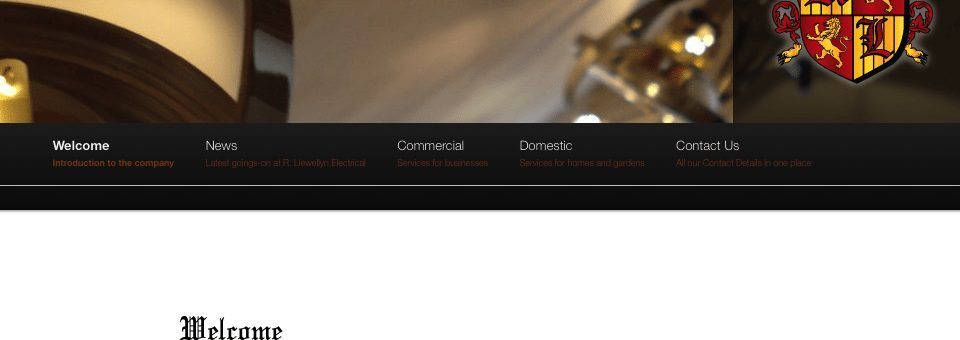 L
Welcome
News
Commercial
Domestic
Contact Us
Introduction to the company
Latest goings-on at R. Llewellyn Electrical
Services for businesses
Services for homes and gardens
All our Contact Details in one place
Welcome